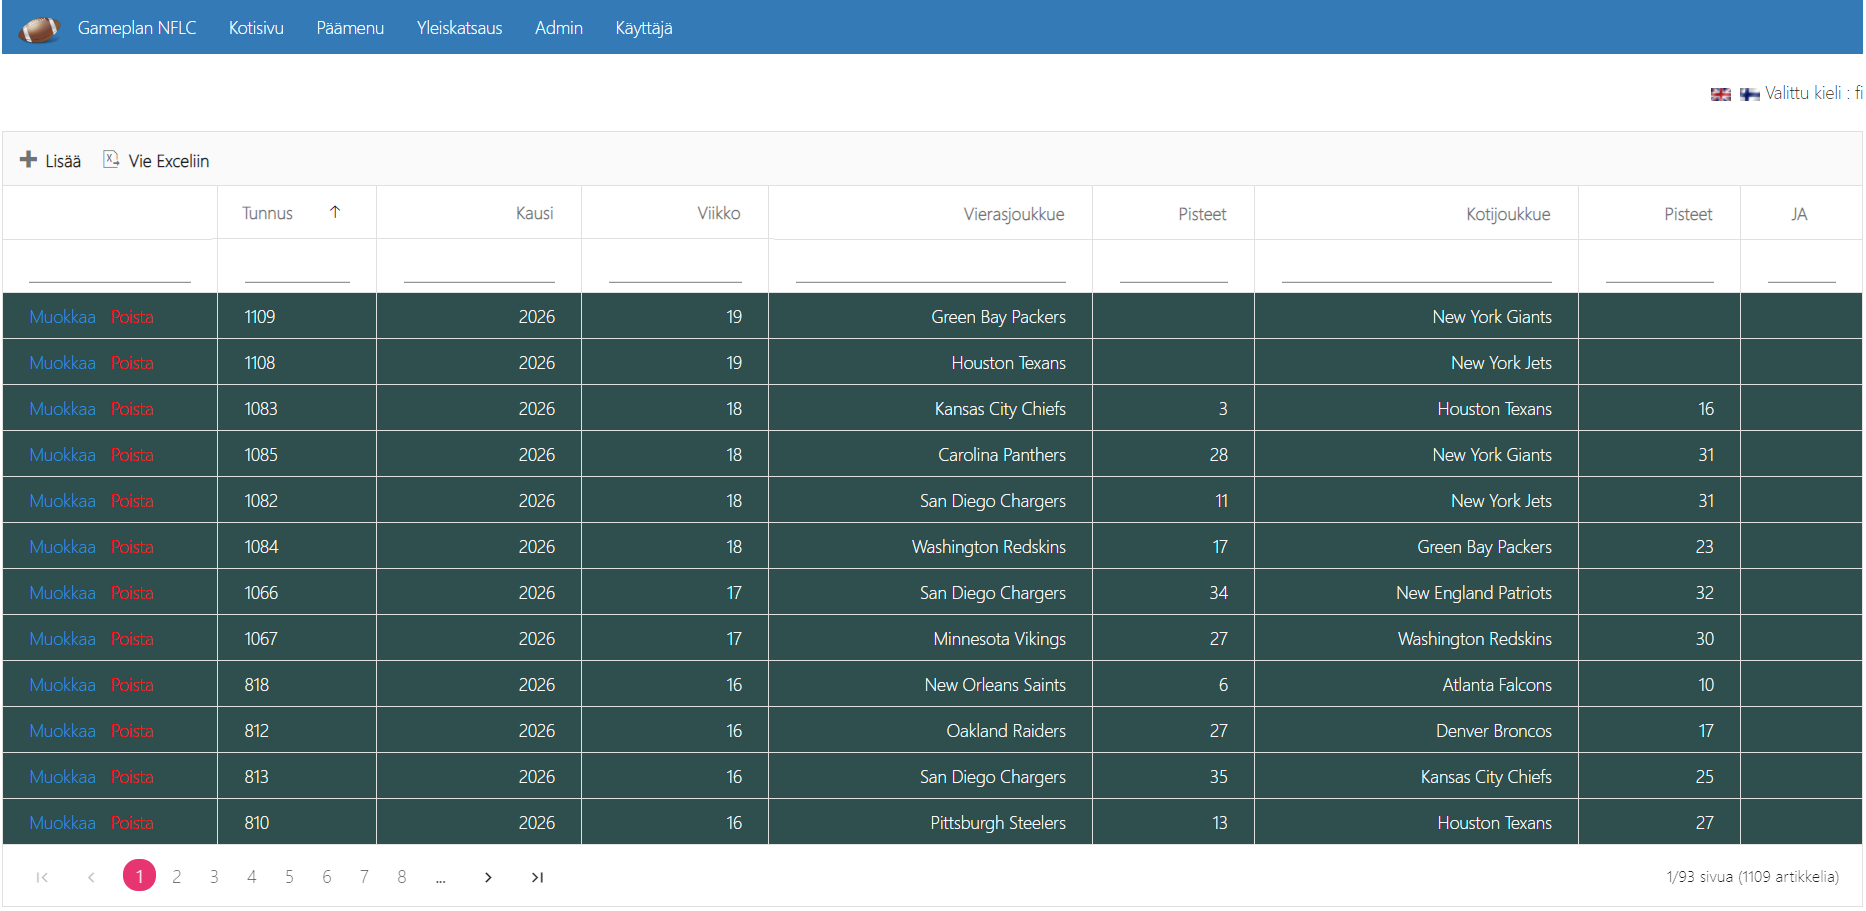 Gameplan NFLC Kotisivu Päämenu Yleiskatsaus Admin Käyttäjä
Valittu kieli : fi
Lisää Vie Exceliin
Tunnus Kausi Viikko Vierasjoukkue Pisteet Kotijoukkue Pisteet JA
Muokkaa Poista 1109 2026 19 Green Bay Packers New York Giants
Muokkaa Poista 1108 2026 19 Houston Texans New York Jets
Muokkaa Poista 1083 2026 18 Kansas City Chiefs 3 Houston Texans 16
Muokkaa Poista 1085 2026 18 Carolina Panthers 28 New York Giants 31
Muokkaa Poista 1082 2026 18 San Diego Chargers 11 New York Jets 31
Muokkaa Poista 1084 2026 18 Washington Redskins 17 Green Bay Packers 23
Muokkaa Poista 1066 2026 17 San Diego Chargers 34 New England Patriots 32
Muokkaa Poista 1067 2026 17 Minnesota Vikings 27 Washington Redskins 30
Muokkaa Poista 818 2026 16 New Orleans Saints 6 Atlanta Falcons 10
Muokkaa Poista 812 2026 16 Oakland Raiders 27 Denver Broncos 17
Muokkaa Poista 813 2026 16 San Diego Chargers 35 Kansas City Chiefs 25
Muokkaa Poista 810 2026 16 Pittsburgh Steelers 13 Houston Texans 27
1 2 3 4 5 6 7 8 ... 1/93 sivua (1109 artikkelia)